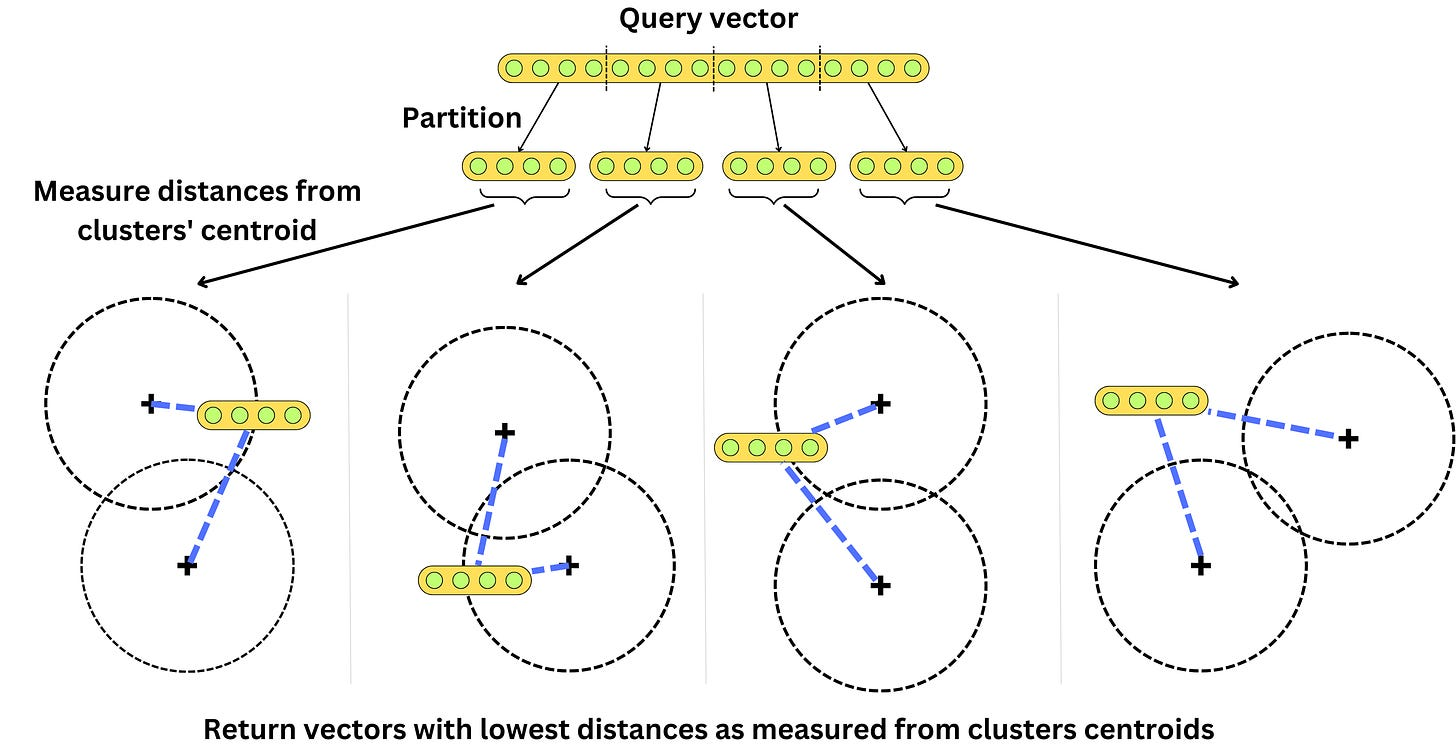 Query vector
Partition
Measure distances from
clusters' centroid
Return vectors with lowest distances as measured from clusters centroids